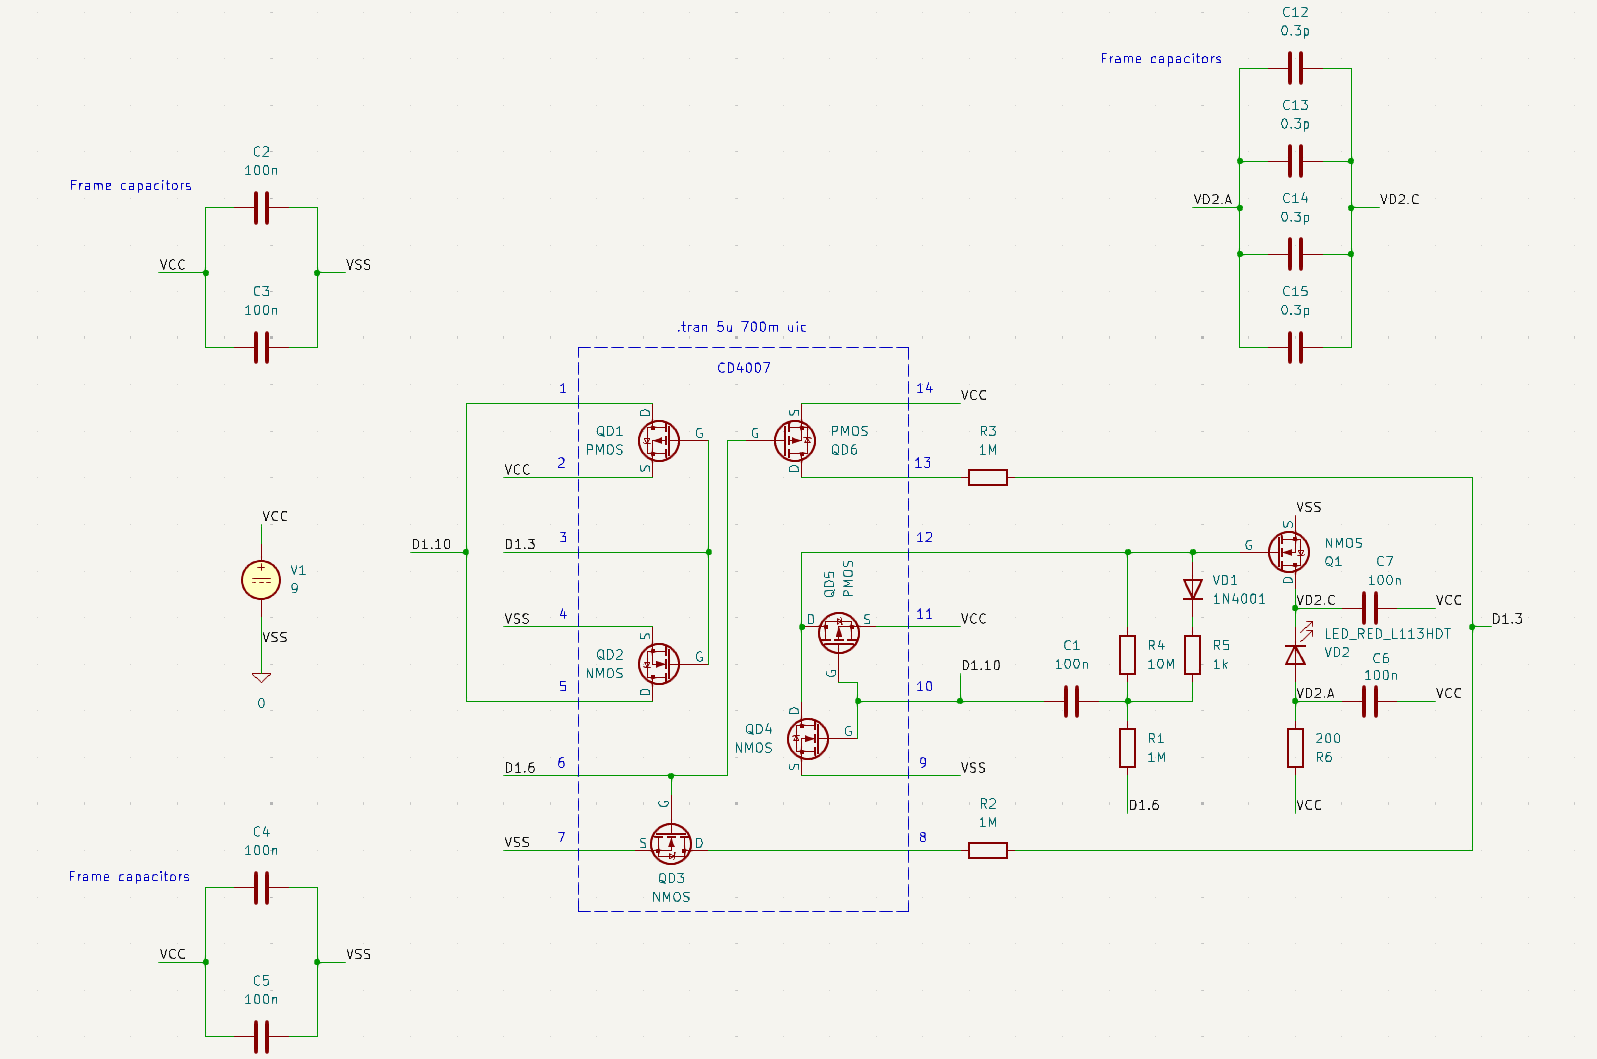 C12
0.3p
Frame capacitors
C13
0.3p
VD2.A
C14
0.3p
VD2.C
C15
0.3p
C2
100n
Frame capacitors
VCC
VSS
C3
100n
.tran 5u 700m uic
CD4007
1
14
VCC
D
S
QD1
PMOS
G
G
PMOS
QD6
R3
1M
VCC
2
S
D
13
VCC
V1
9
VSS
0
D1.10
D1.3
3
12
VSS
S
G
NMOS
Q1
D
QD5
PMOS
VD1
1N4001
VD2.C
C7
100n
VCC
D1.3
VSS
4
D
S
11
VCC
S
QD2
NMOS
G
D
5
G
10
D1.10
C1
100n
R4
10M
R5
1k
LED_RED_L113HDT
VD2
C6
100n
VD2.A
VCC
D
QD4
NMOS
G
S
R1
1M
200
R6
D1.6
6
9
VSS
D1.6
VCC
G
R2
1M
VSS
7
S
D
8
QD3
NMOS
C4
100n
Frame capacitors
VCC
VSS
C5
100n